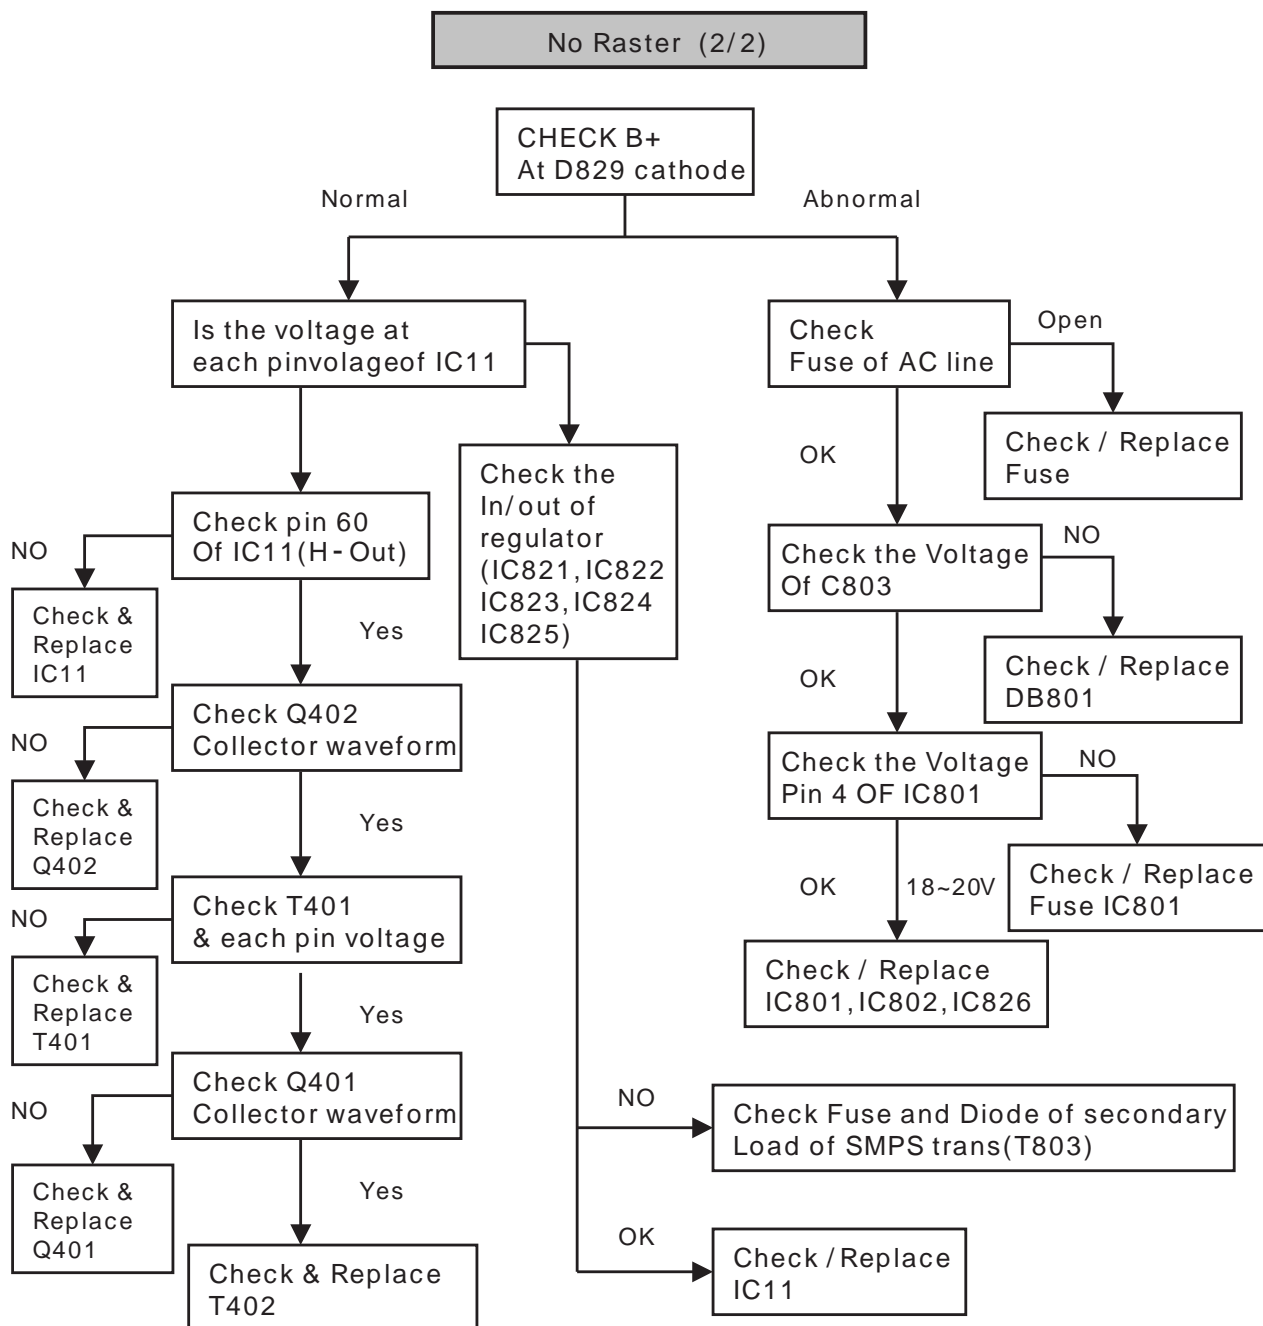 No Raster (2/2)
CHECK B+
At D829 cathode
Normal
Abnormal
Is the voltage at
each pinvolageof IC11
Check
Fuse of AC line
Open
Check / Replace
Fuse
OK
Check the
In/out of
regulator
(IC821, IC822
IC823, IC824
IC825)
Check pin 60
Of IC11(H-Out)
NO
Check &
Replace
IC11
Yes
Check the Voltage
Of C803
NO
Check / Replace
DB801
OK
Check Q402
Collector waveform
NO
Check &
Replace
Q402
Yes
Check the Voltage
Pin 4 OF IC801
NO
Check / Replace
Fuse IC801
OK
18~20V
Check / Replace
IC801, IC802, IC826
Check T401
& each pin voltage
NO
Check &
Replace
T401
Yes
Check Q401
Collector waveform
NO
Check &
Replace
Q401
Yes
Check & Replace
T402
NO
Check Fuse and Diode of secondary
Load of SMPS trans(T803)
OK
Check / Replace
IC11